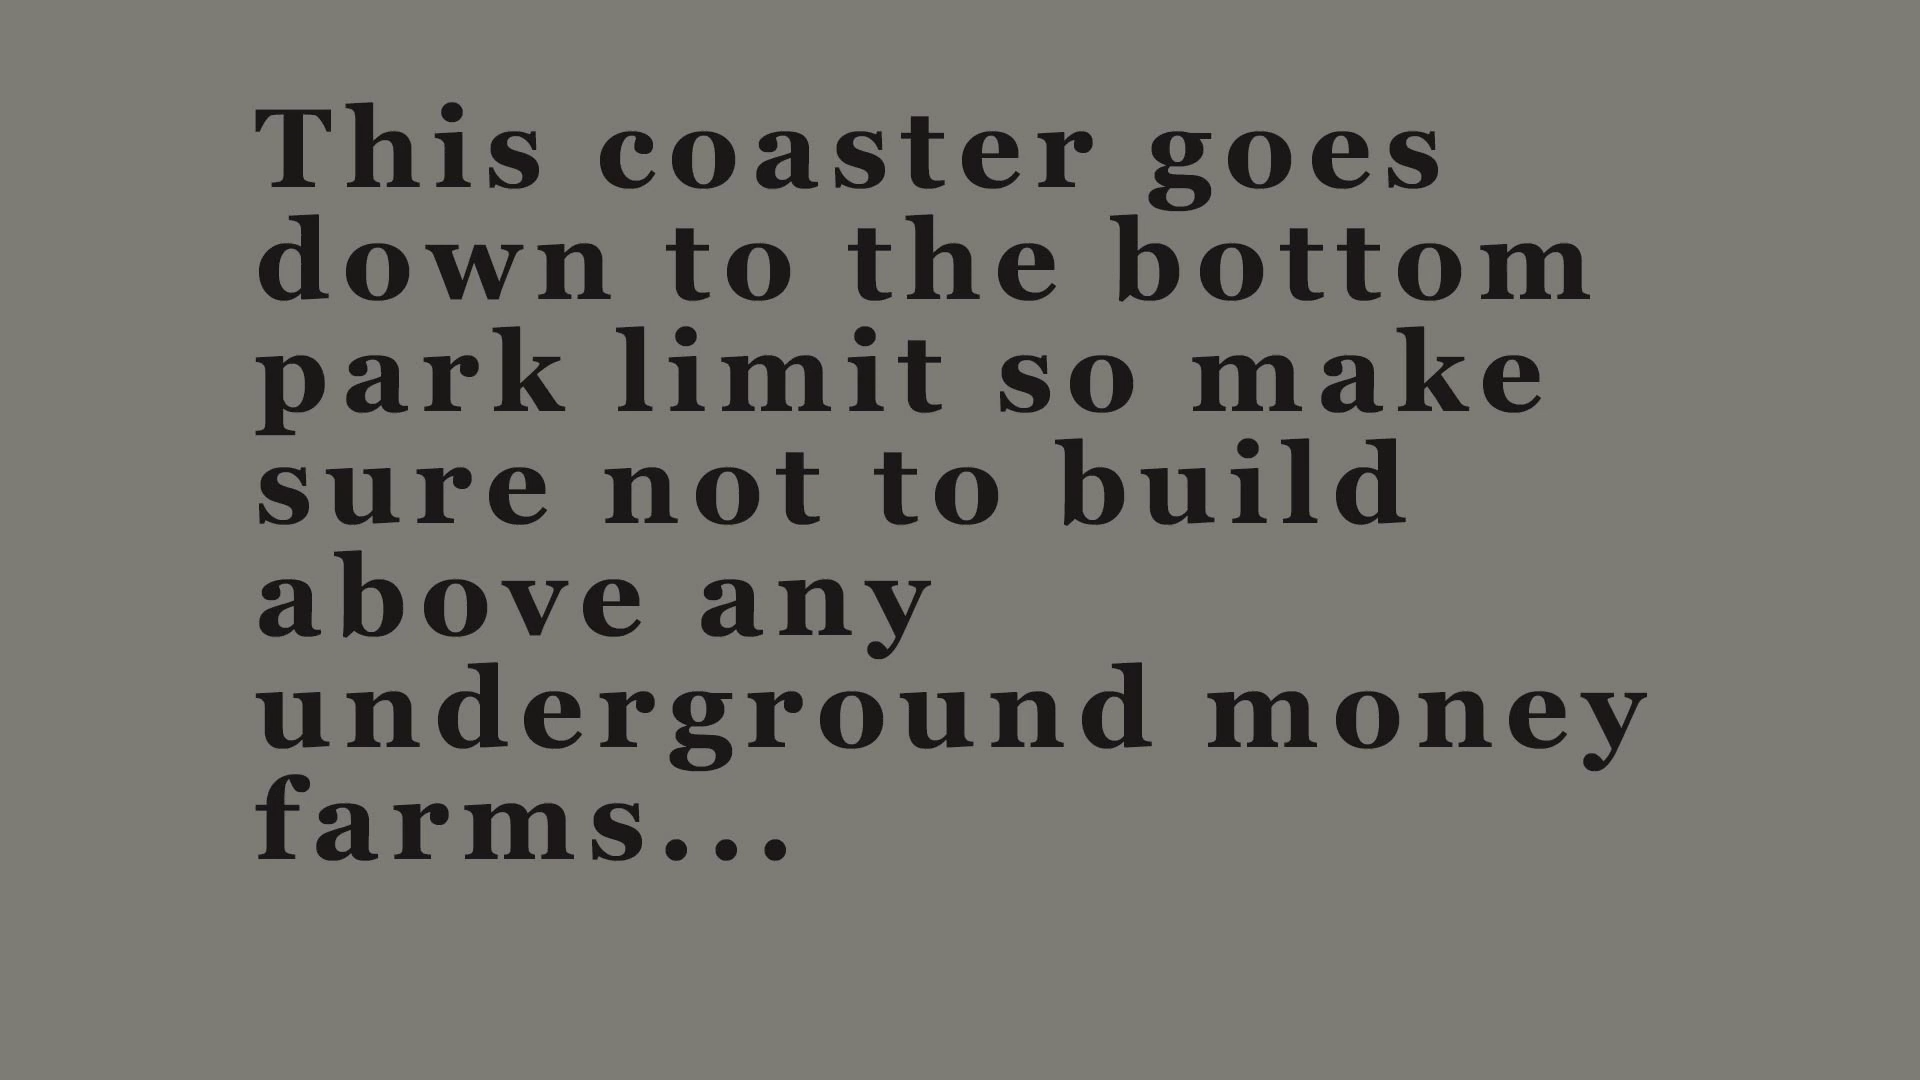 This coaster goes
down to the bottom
park limit so make
sure not to build
above any
underground money
farms...